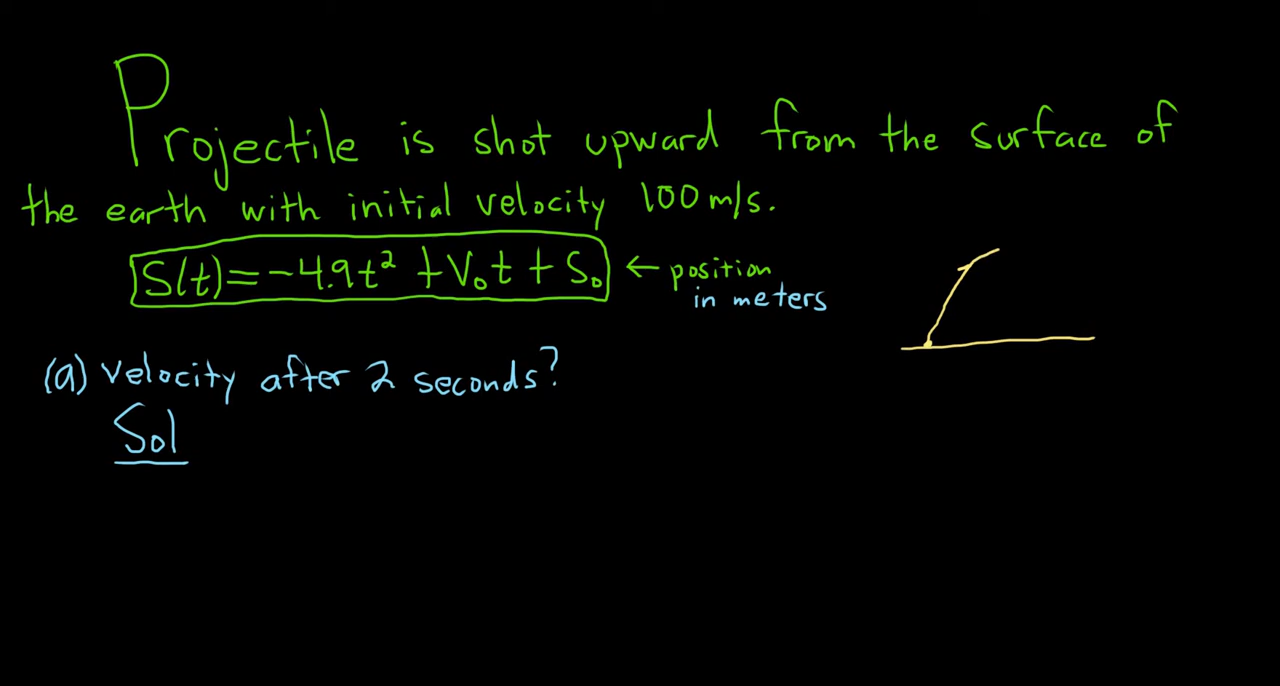 Projectile is shot upward from the surface of
the earth with initial velocity 100 m/s.
S(t) = -4.9t² + V₀t + S₀ ← position
in meters
(a) Velocity after 2 seconds?
Sol